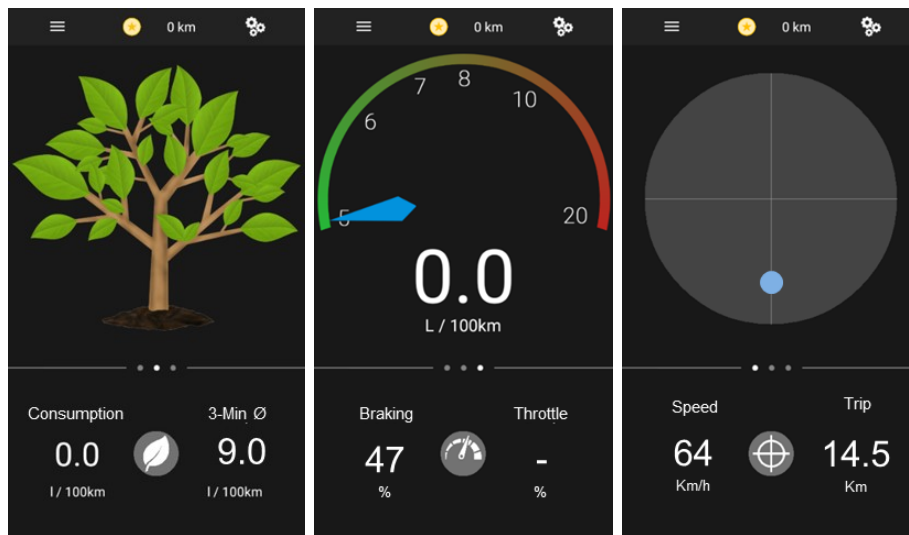 0 km
Consumption
3-Min Ø
0.0
9.0
l / 100km
l / 100km
0 km
5
6
7
8
10
20
0.0
L / 100km
Braking
Throttle
47
-
%
%
0 km
Speed
Trip
64
14.5
Km/h
Km